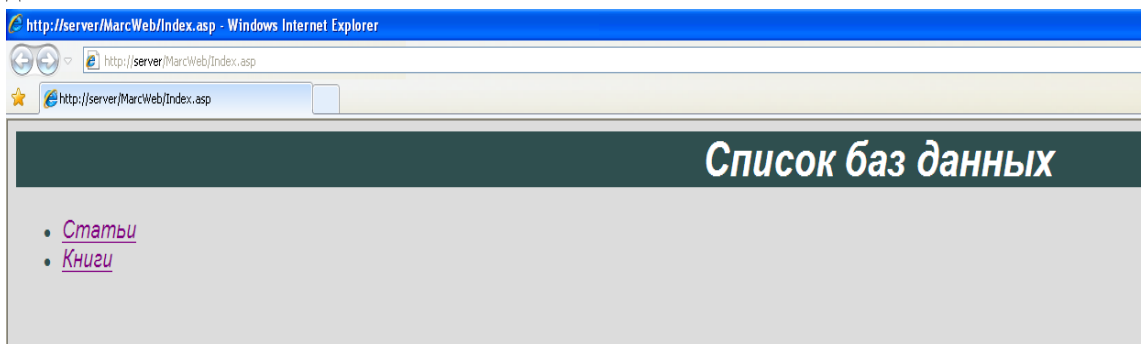 http://server/MarcWeb/Index.asp - Windows Internet Explorer
http://server/MarcWeb/Index.asp
http://server/MarcWeb/Index.asp
Список баз данных
Статьи
Книги